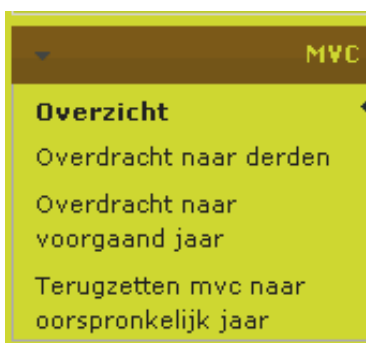 MVC
Overzicht
Overdracht naar derden
Overdracht naar
voorgaand jaar
Terugzetten mvc naar
oorspronkelijk jaar